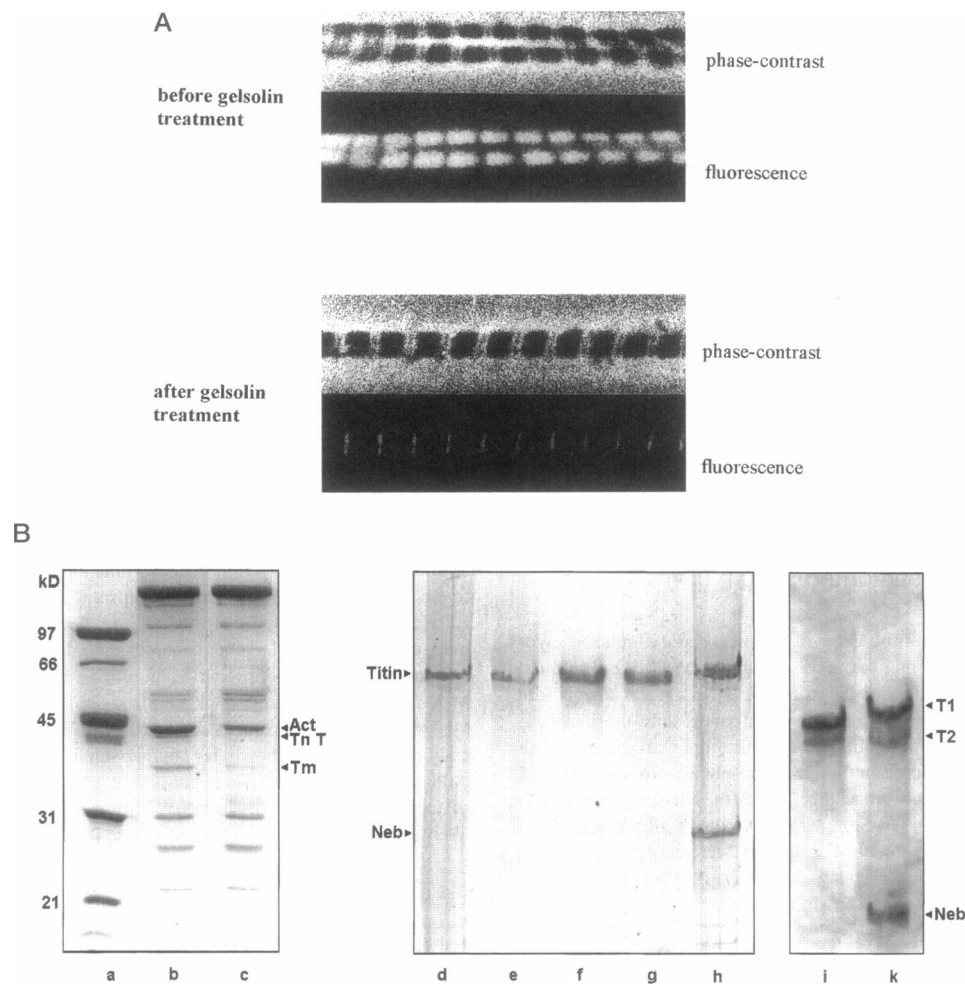 A
before gelsolin
treatment
phase-contrast
fluorescence
after gelsolin
treatment
phase-contrast
fluorescence
B
kD
97
66
45
31
21
Act
Tn T
Tm
a b c
Titin
Neb
d e f g h
T1
T2
Neb
i k